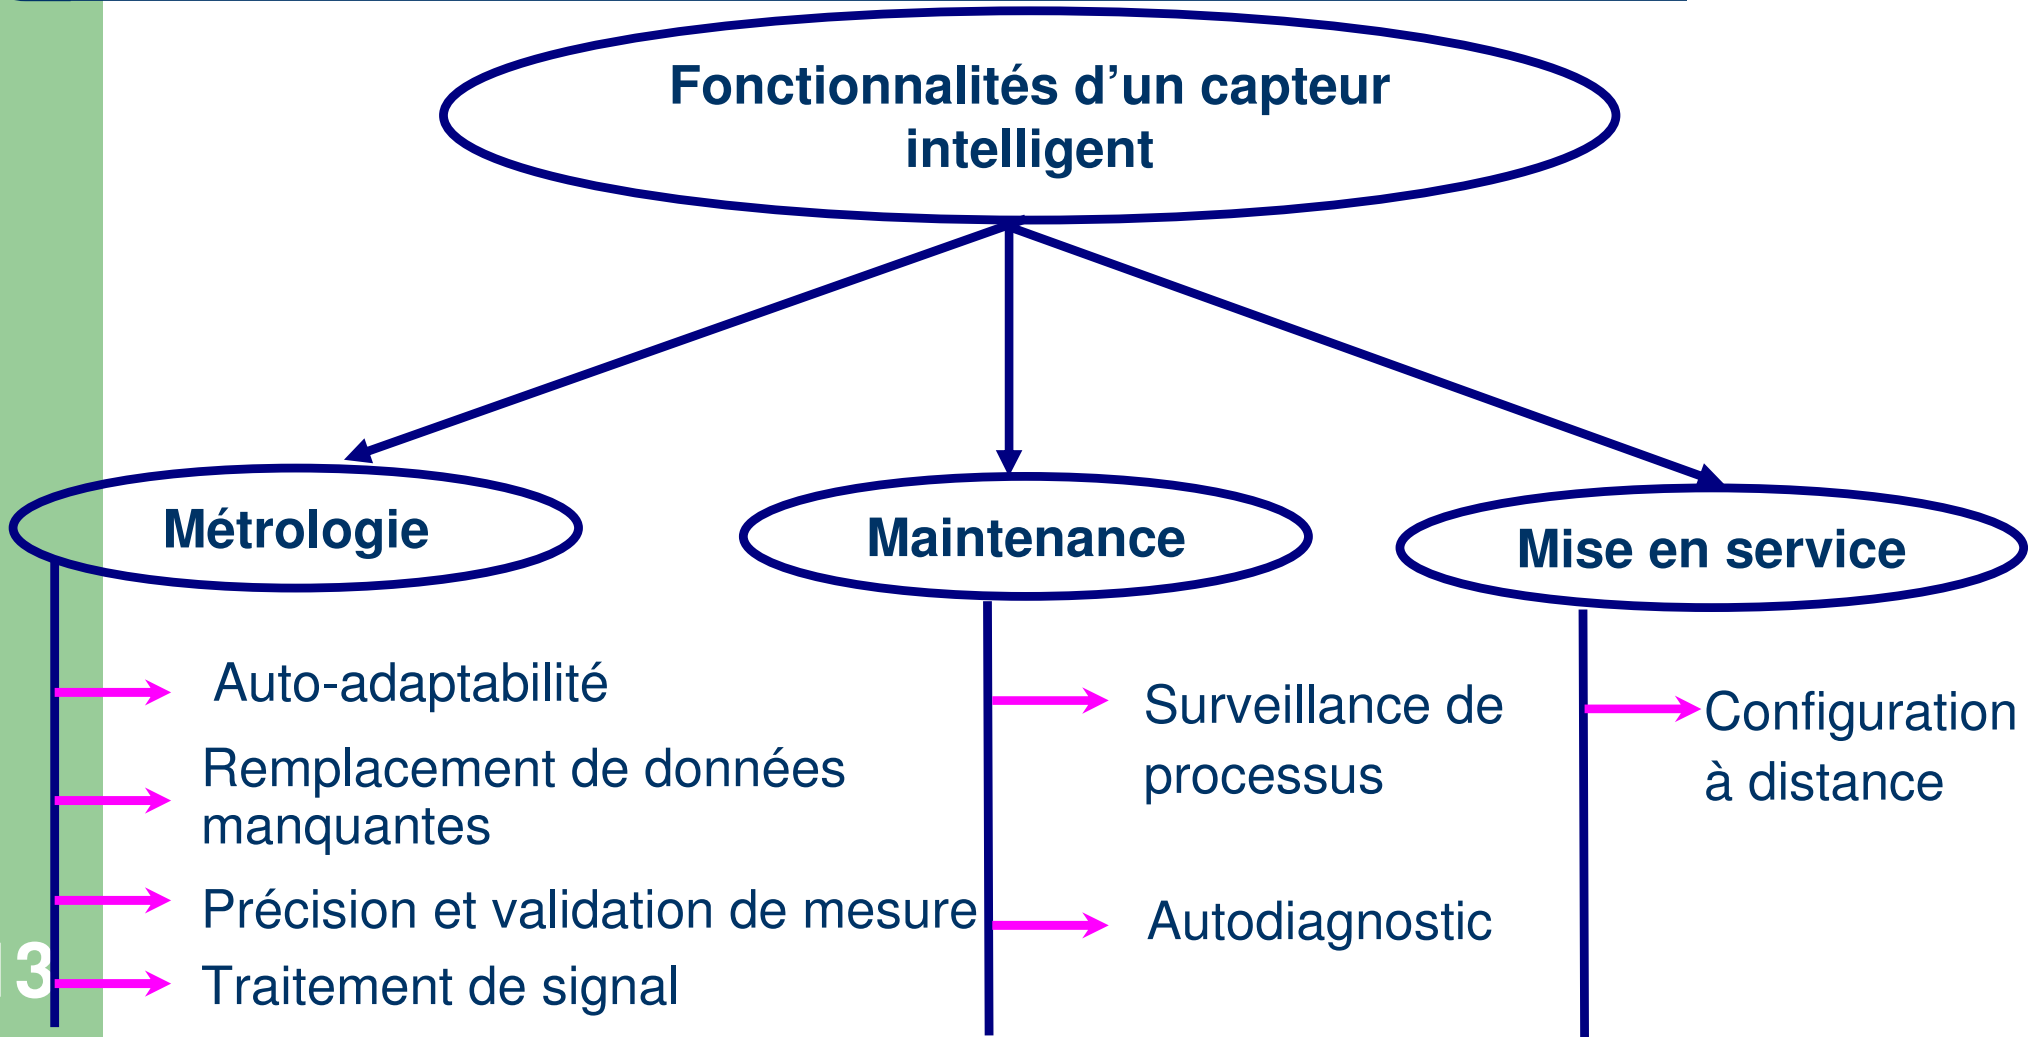 Fonctionnalités d’un capteur
intelligent
Métrologie
Auto-adaptabilité
Remplacement de données
manquantes
Précision et validation de mesure
Traitement de signal
Maintenance
Surveillance de
processus
Autodiagnostic
Mise en service
Configuration
à distance
13